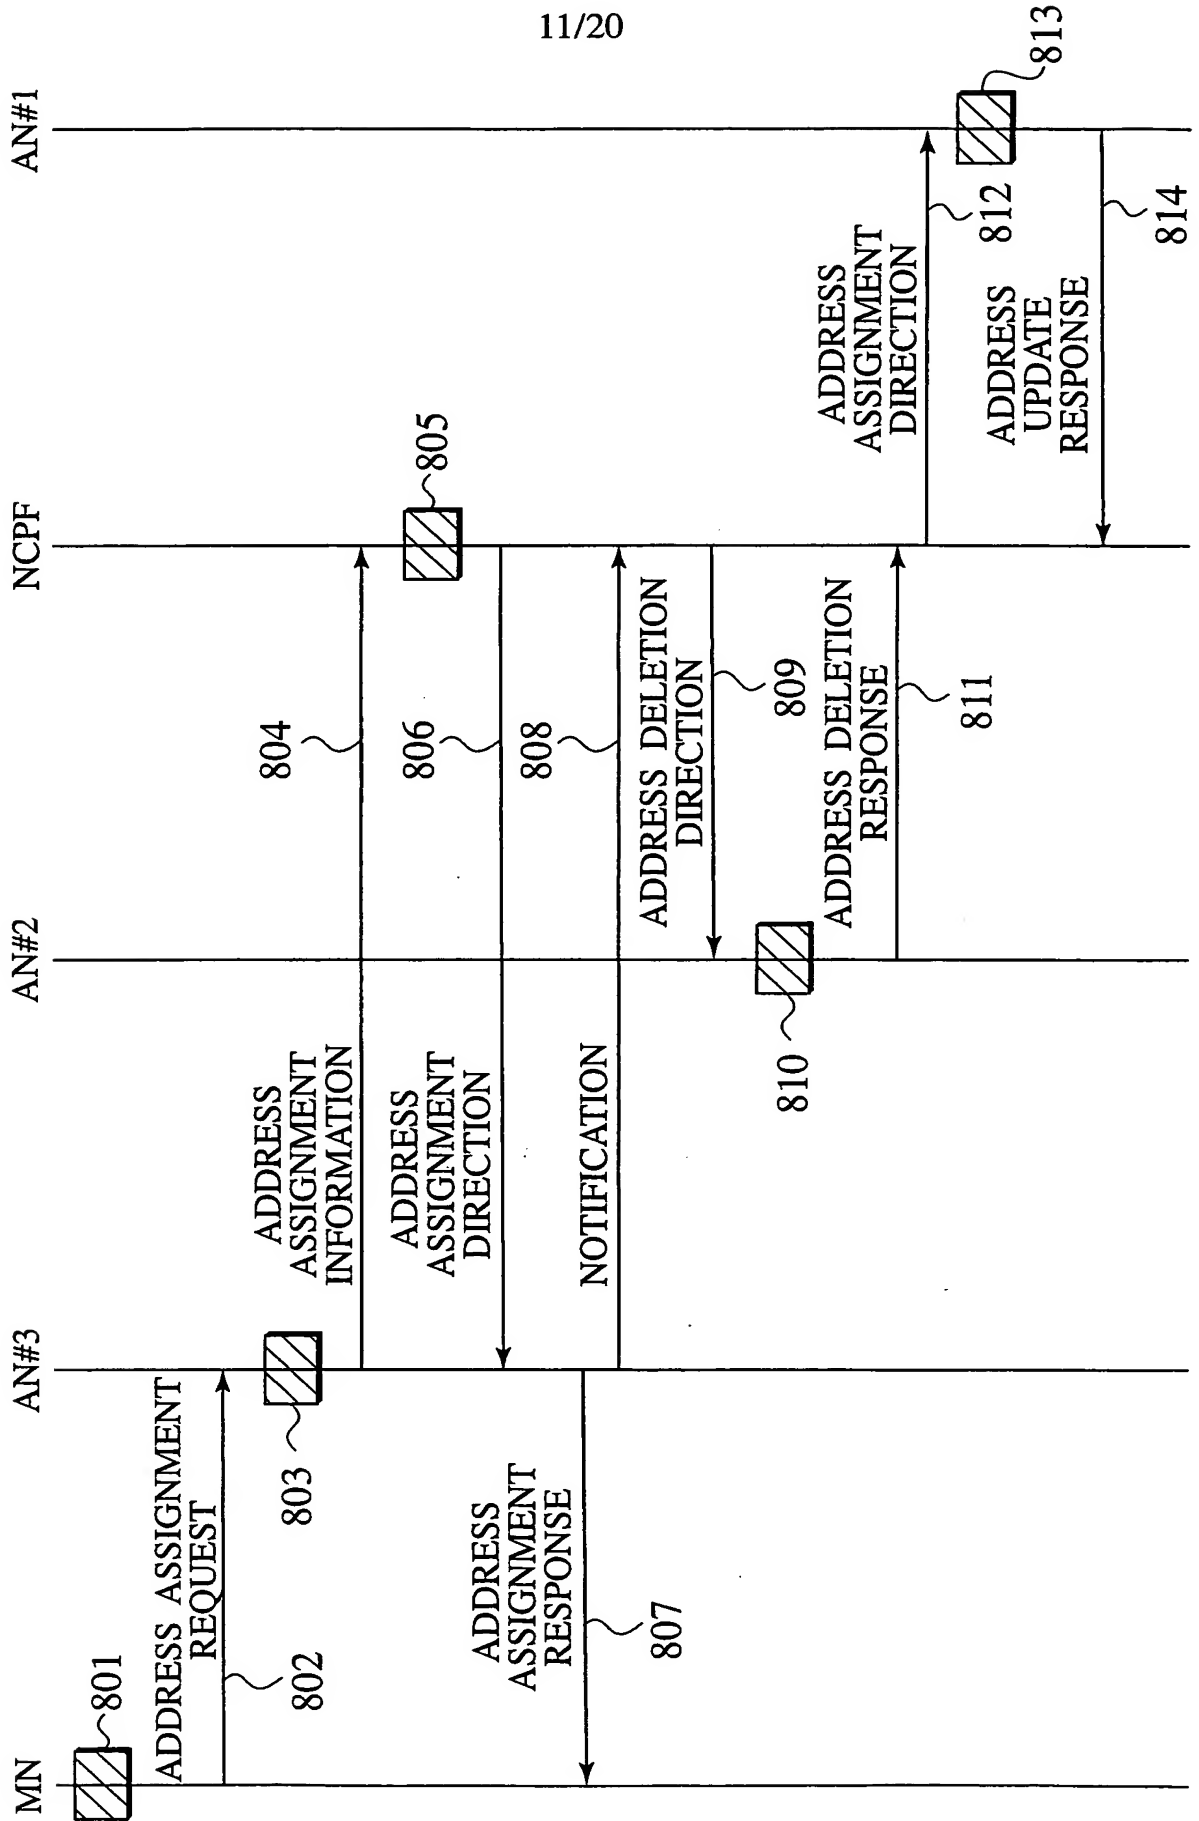 11/20
MN
AN#3
AN#2
NCPF
AN#1
801
ADDRESS ASSIGNMENT
REQUEST
802
803
ADDRESS
ASSIGNMENT
INFORMATION
804
805
ADDRESS
ASSIGNMENT
DIRECTION
806
ADDRESS
ASSIGNMENT
RESPONSE
807
NOTIFICATION
808
ADDRESS DELETION
DIRECTION
809
810
ADDRESS DELETION
RESPONSE
811
ADDRESS
ASSIGNMENT
DIRECTION
812
813
ADDRESS
UPDATE
RESPONSE
814